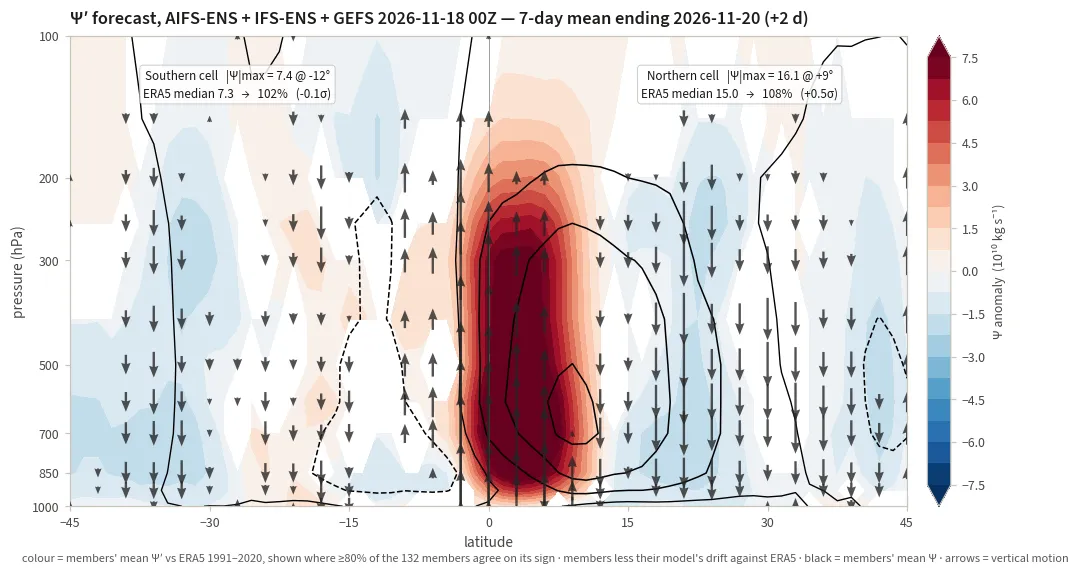 Ψ′ forecast, AIFS-ENS + IFS-ENS + GEFS 2026-11-18 00Z — 7-day mean ending 2026-11-20 (+2 d)
Southern cell |Ψ|max = 7.4 @ -12°
ERA5 median 7.3 → 102% (-0.1σ)
Northern cell |Ψ|max = 16.1 @ +9°
ERA5 median 15.0 → 108% (+0.5σ)
100
200
300
500
700
850
1000
pressure (hPa)
−45
−30
−15
0
15
30
45
latitude
7.5
6.0
4.5
3.0
1.5
0.0
−1.5
−3.0
−4.5
−6.0
−7.5
Ψ anomaly (10¹⁰ kg s⁻¹)
colour = members' mean Ψ′ vs ERA5 1991–2020, shown where ≥80% of the 132 members agree on its sign · members less their model's drift against ERA5 · black = members' mean Ψ · arrows = vertical motion